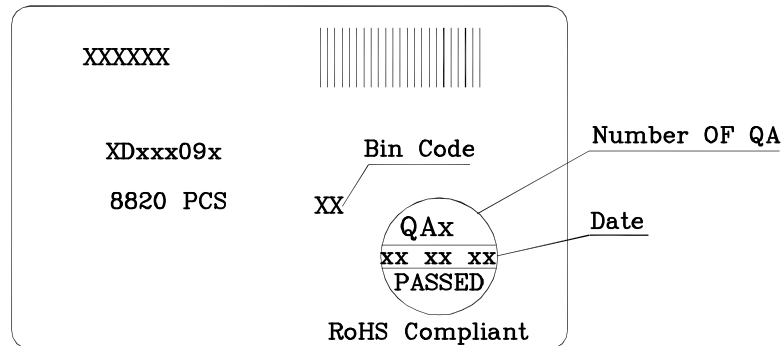 XXXXXX
XDxxx09x
Bin Code
Number OF QA
8820 PCS
XX
QAx
Date
xx xx xx
PASSED
RoHS Compliant